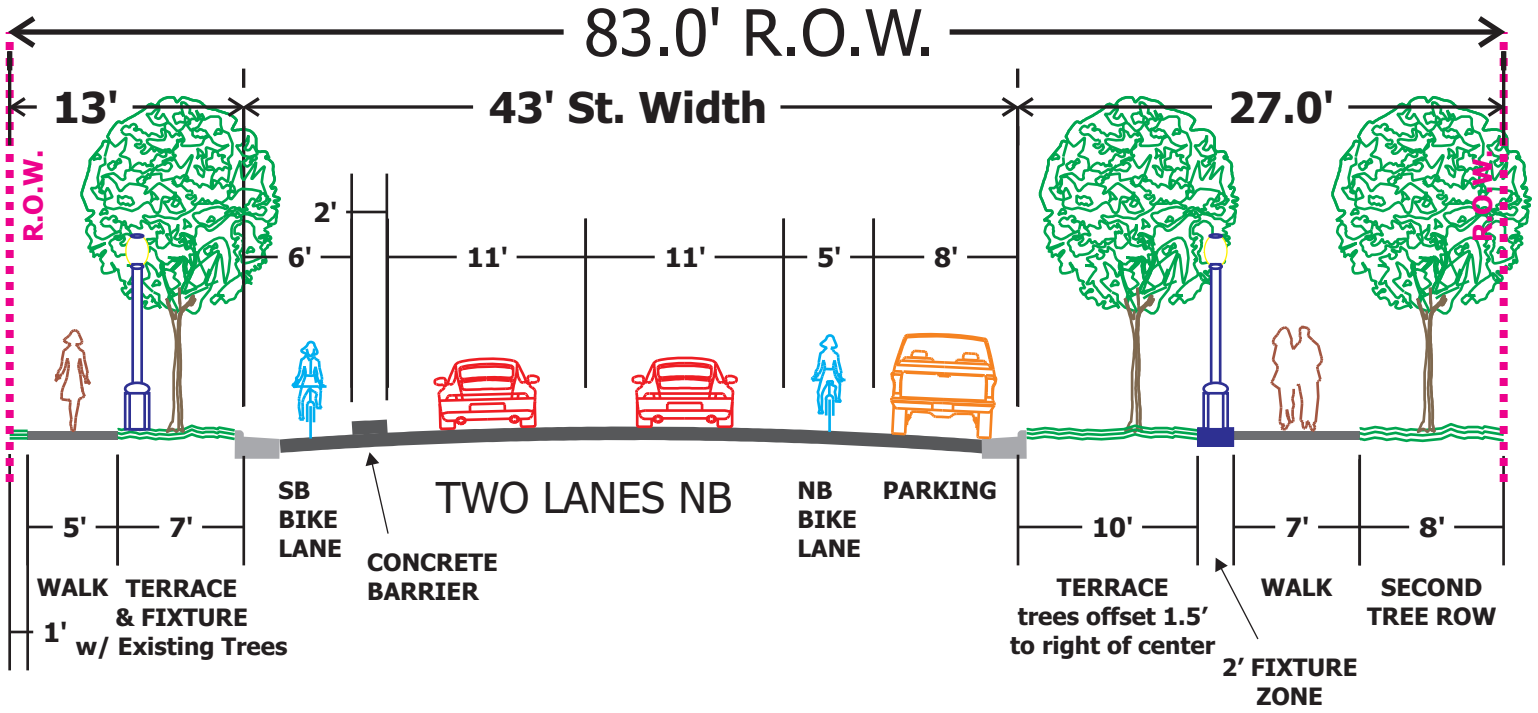 83.0' R.O.W.
13'
43' St. Width
27.0'
R.O.W.
R.O.W.
2'
6'
11'
11'
5'
8'
SB
BIKE
LANE
TWO LANES NB
NB
BIKE
LANE
PARKING
CONCRETE
BARRIER
5'
7'
10'
7'
8'
WALK
TERRACE
& FIXTURE
w/ Existing Trees
1'
TERRACE
trees offset 1.5’
to right of center
WALK
SECOND
TREE ROW
2’ FIXTURE
ZONE